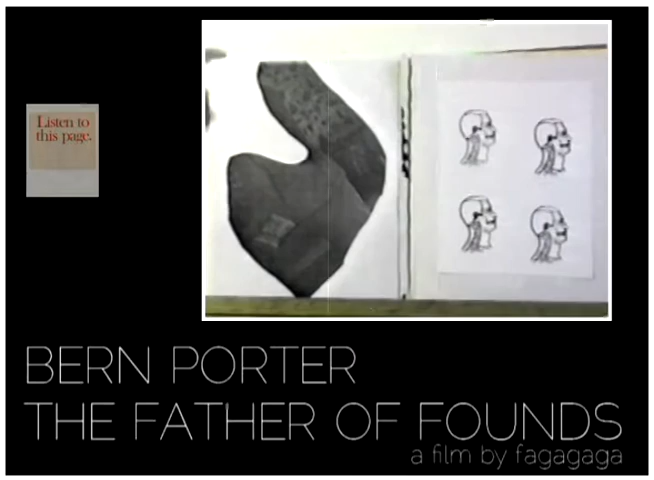 Listen to
this page.
BERN PORTER
THE FATHER OF FOUNDS
a film by fagagaga